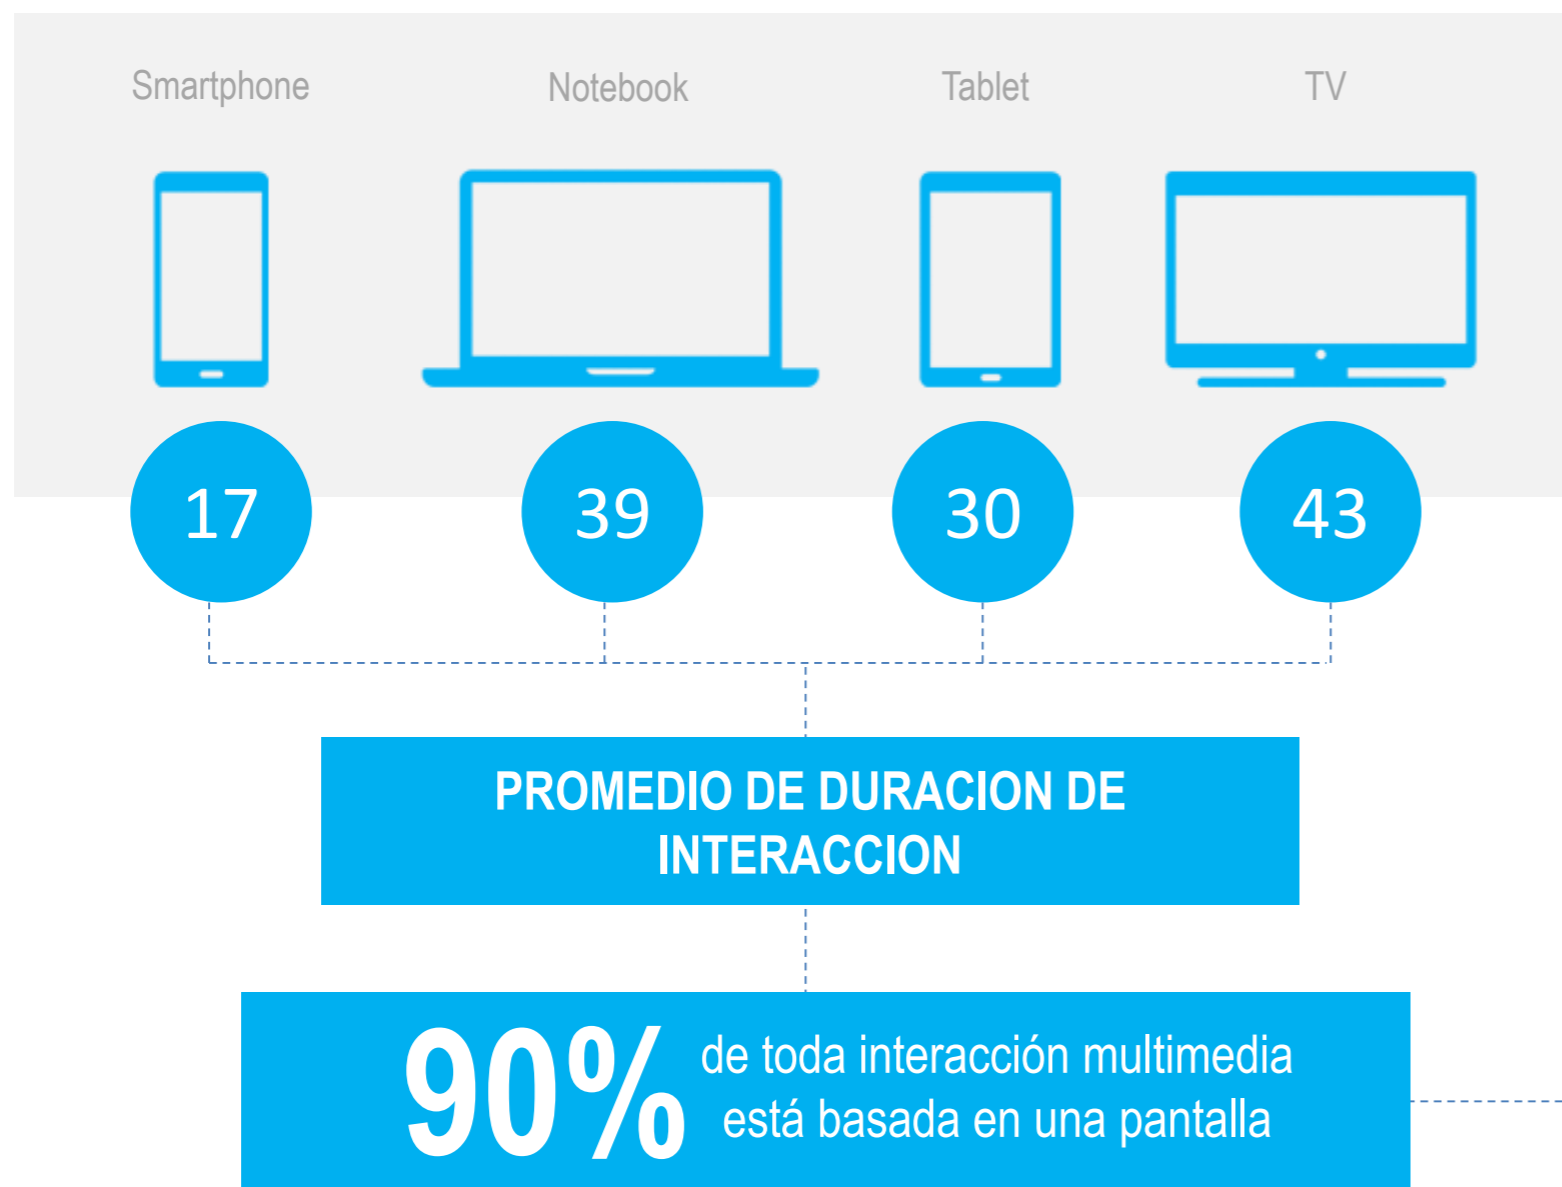 Smartphone
Notebook
Tablet
TV
17
39
30
43
PROMEDIO DE DURACION DE
INTERACCION
90%
de toda interacción multimedia
está basada en una pantalla